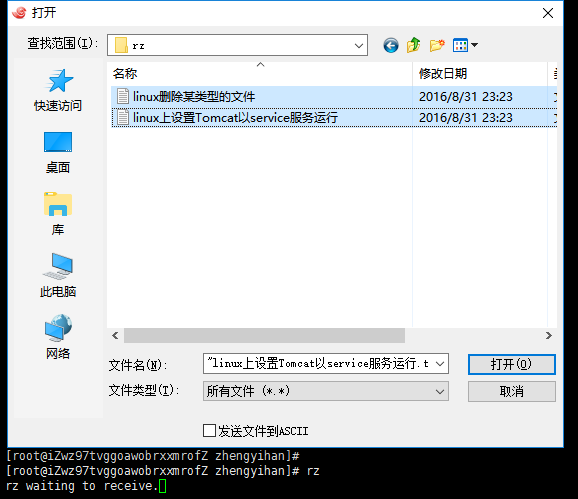 打开
查找范围(I):
rz
名称
修改日期
linux删除某类型的文件
2016/8/31 23:23
linux上设置Tomcat以service服务运行
2016/8/31 23:23
快速访问
桌面
库
此电脑
网络
文件名(N):
"linux上设置Tomcat以service服务运行.t
打开(O)
文件类型(T):
所有文件 (*.*)
取消
发送文件到ASCII
[root@iZwz97tvggoawobrxxmrofZ zhengyihan]#
[root@iZwz97tvggoawobrxxmrofZ zhengyihan]# rz
rz waiting to receive.